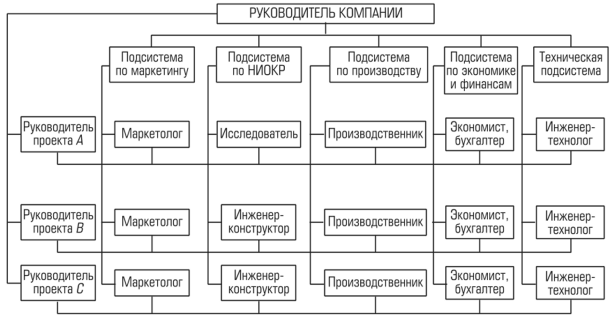 РУКОВОДИТЕЛЬ КОМПАНИИ
Подсистема
по маркетингу
Подсистема
по НИОКР
Подсистема
по производству
Подсистема
по экономике
и финансам
Техническая
подсистема
Руководитель
проекта А
Маркетолог
Исследователь
Производственник
Экономист,
бухгалтер
Инженер-
технолог
Руководитель
проекта В
Маркетолог
Инженер-
конструктор
Производственник
Экономист,
бухгалтер
Инженер-
технолог
Руководитель
проекта С
Маркетолог
Инженер-
конструктор
Производственник
Экономист,
бухгалтер
Инженер-
технолог